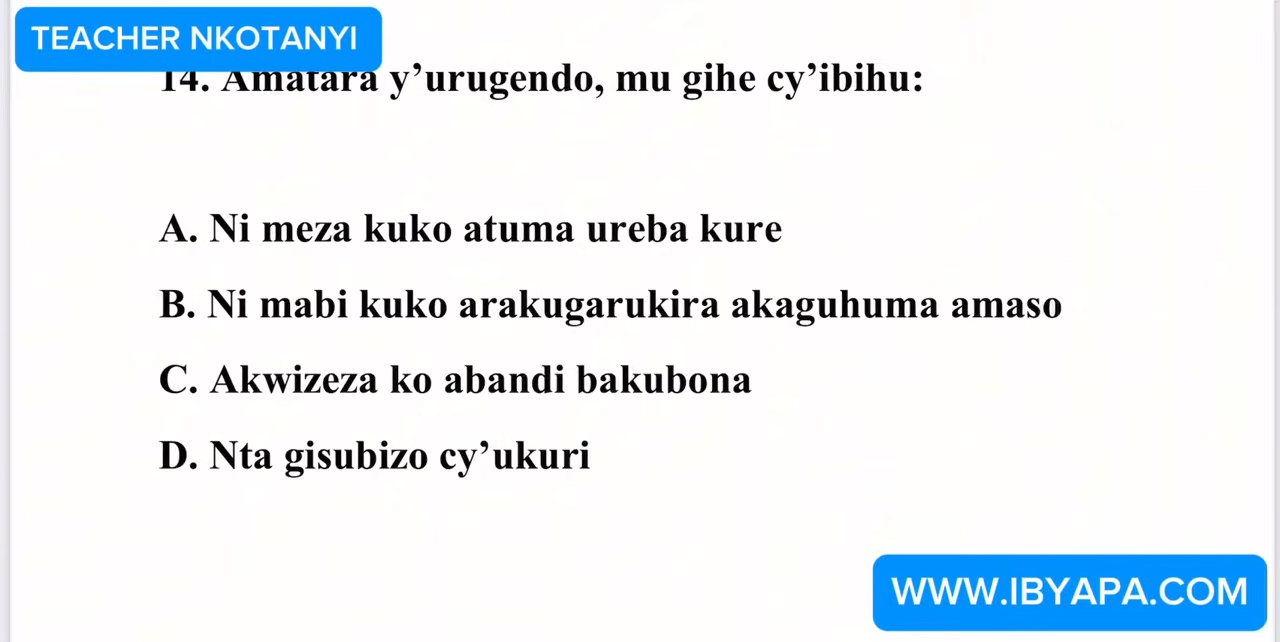 TEACHER NKOTANYI
14. Amatara y’urugendo, mu gihe cy’ibihu:
A. Ni meza kuko atuma ureba kure
B. Ni mabi kuko arakugarukira akaguhuma amaso
C. Akwizeza ko abandi bakubona
D. Nta gisubizo cy’ukuri
WWW.IBYAPA.COM